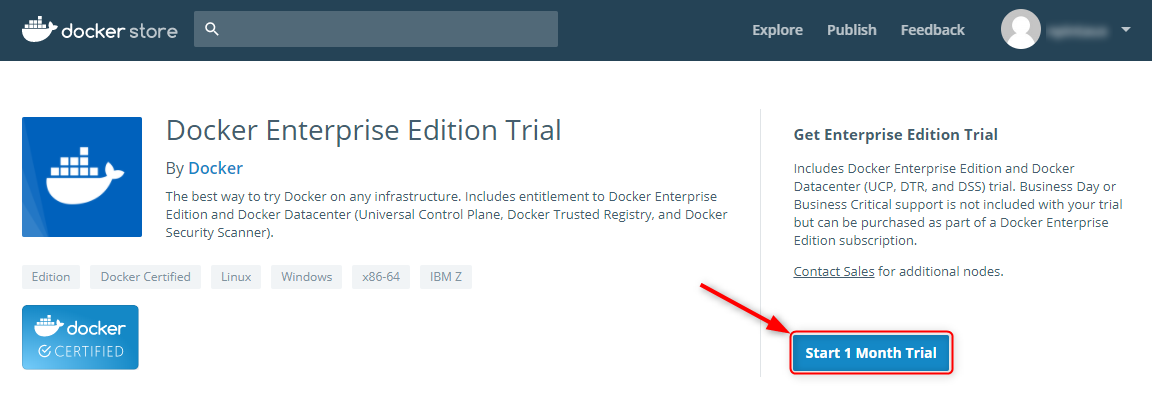 docker store
Explore
Publish
Feedback
Docker Enterprise Edition Trial
By Docker
The best way to try Docker on any infrastructure. Includes entitlement to Docker Enterprise
Edition and Docker Datacenter (Universal Control Plane, Docker Trusted Registry, and Docker
Security Scanner).
Edition
Docker Certified
Linux
Windows
x86-64
IBM Z
docker
CERTIFIED
Get Enterprise Edition Trial
Includes Docker Enterprise Edition and Docker
Datacenter (UCP, DTR, and DSS) trial. Business Day or
Business Critical support is not included with your trial
but can be purchased as part of a Docker Enterprise
Edition subscription.
Contact Sales for additional nodes.
Start 1 Month Trial